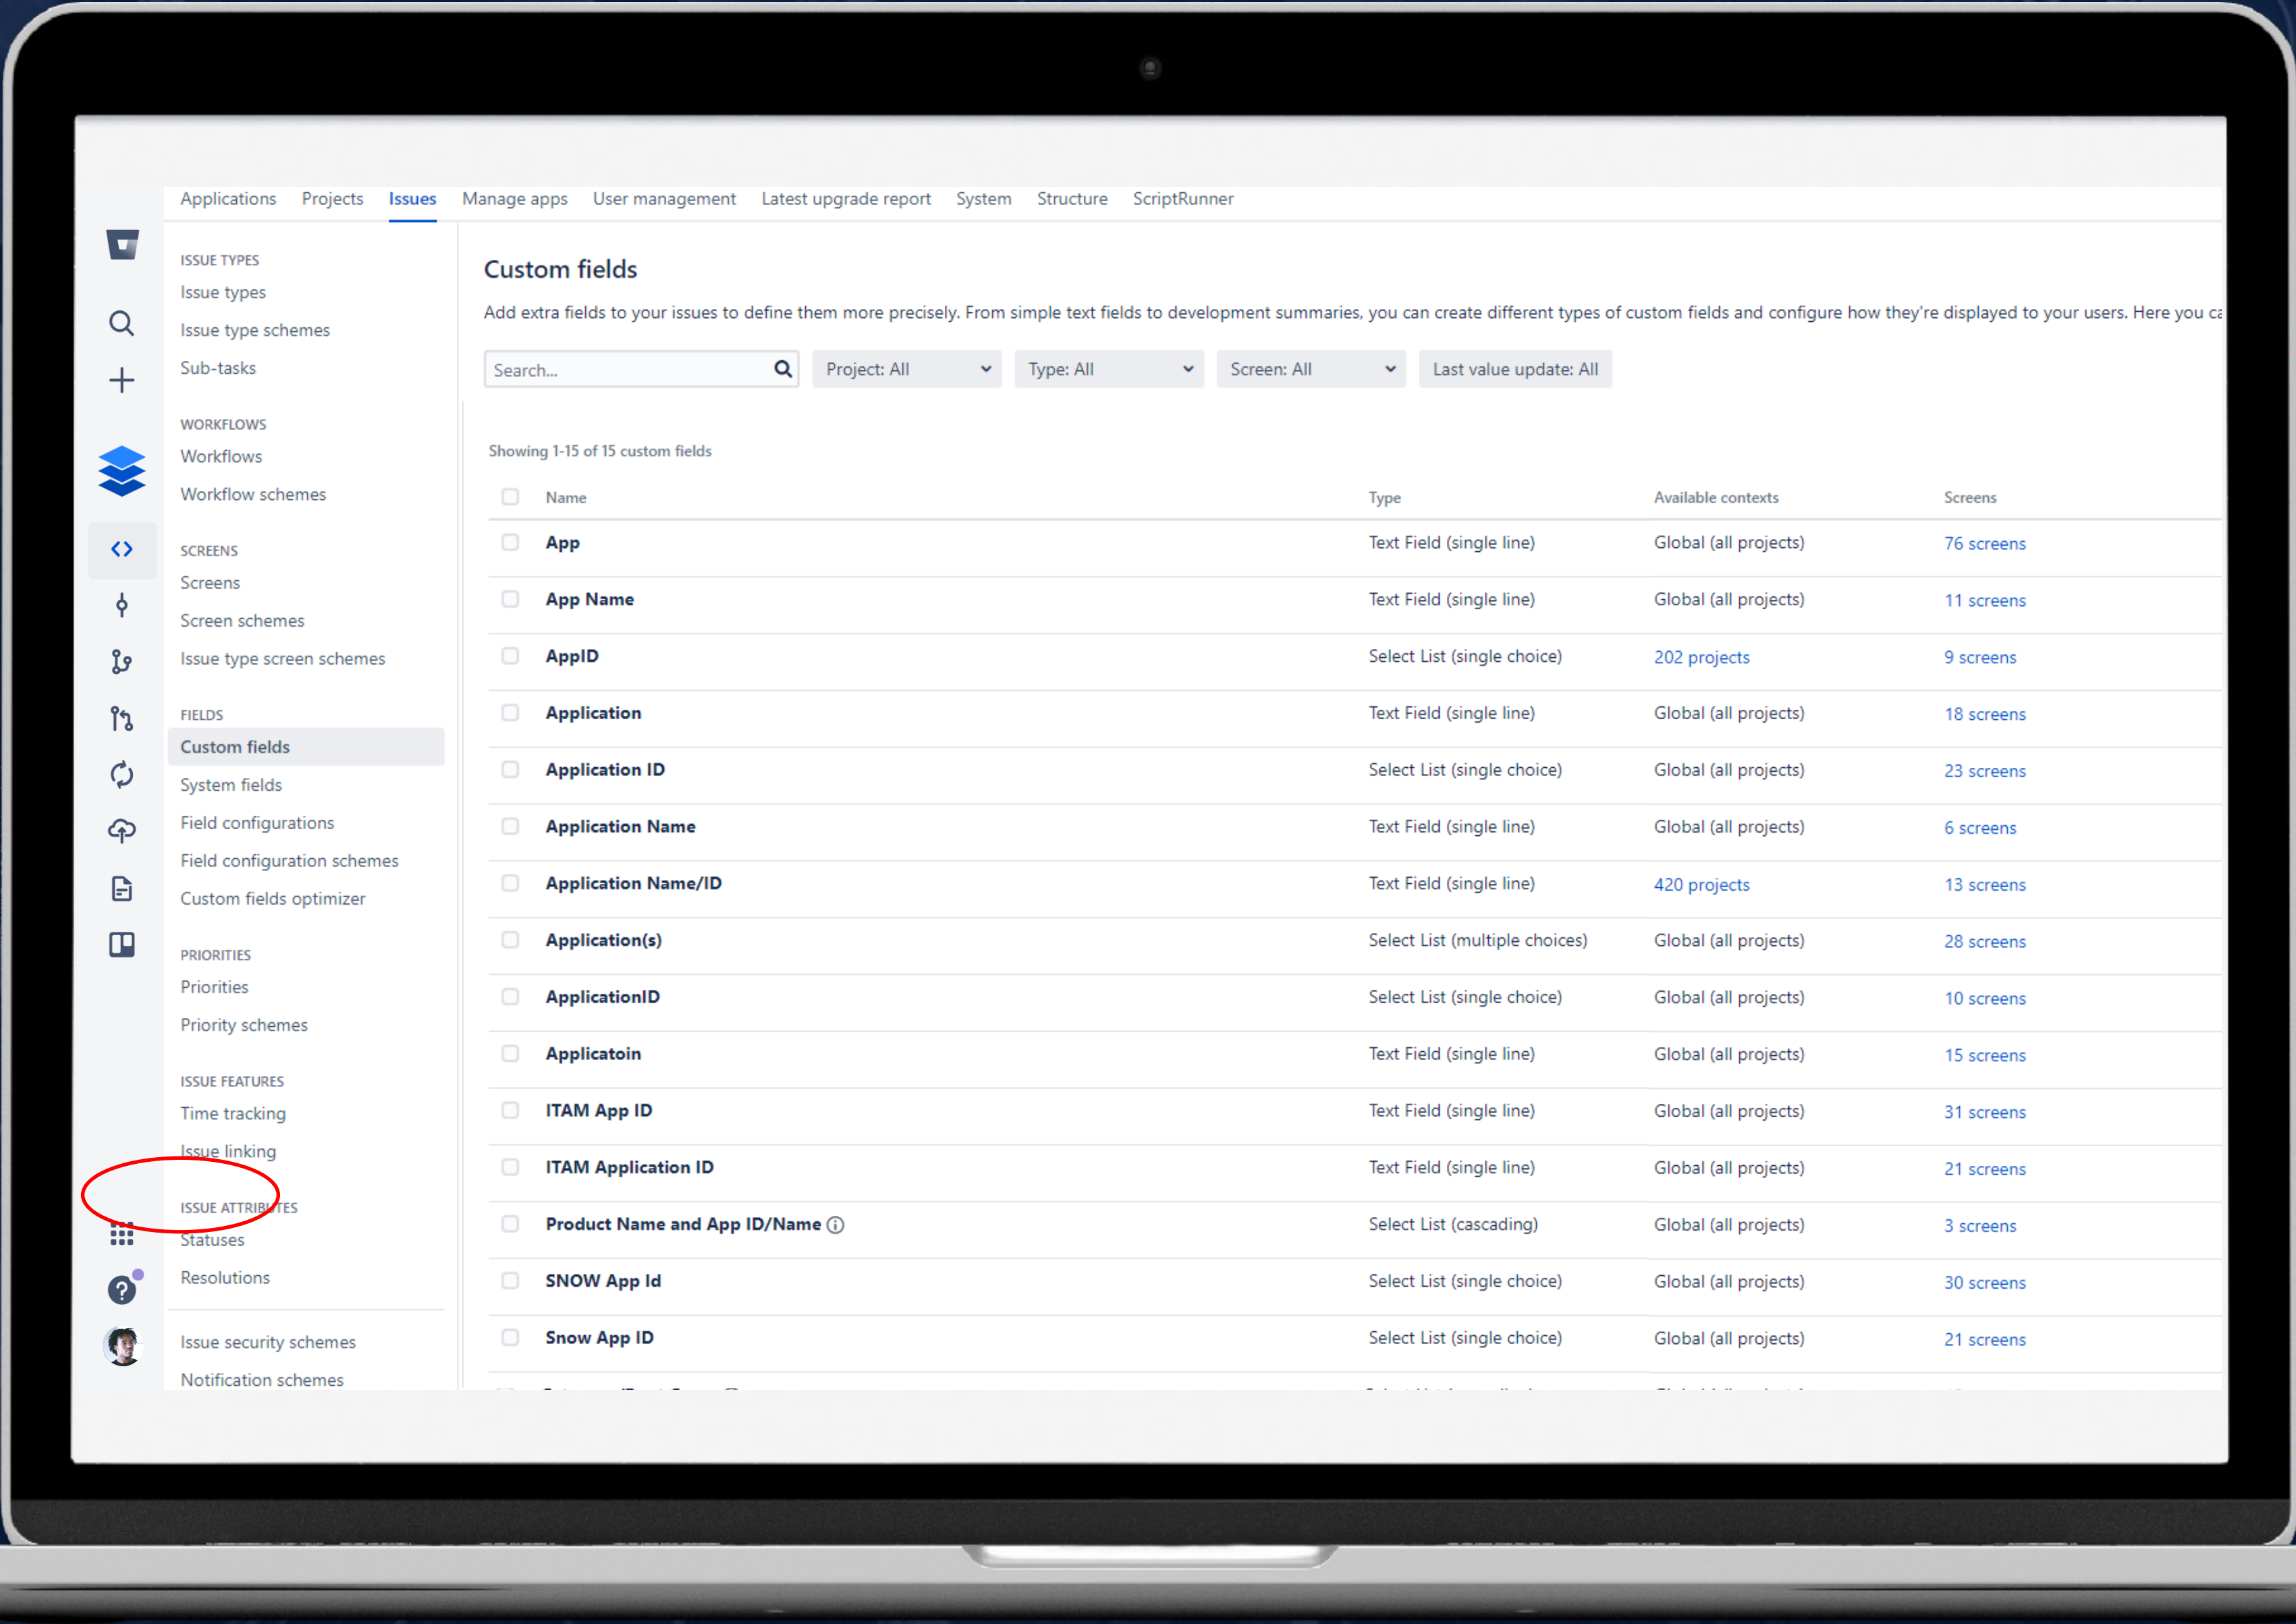 Applications Projects Issues Manage apps User management Latest upgrade report System Structure ScriptRunner
ISSUE TYPES
Issue types
Issue type schemes
Sub-tasks
WORKFLOWS
Workflows
Workflow schemes
SCREENS
Screens
Screen schemes
Issue type screen schemes
FIELDS
Custom fields
System fields
Field configurations
Field configuration schemes
Custom fields optimizer
PRIORITIES
Priorities
Priority schemes
ISSUE FEATURES
Time tracking
Issue linking
ISSUE ATTRIBUTES
Statuses
Resolutions
Issue security schemes
Notification schemes
Custom fields
Add extra fields to your issues to define them more precisely. From simple text fields to development summaries, you can create different types of custom fields and configure how they're displayed to your users. Here you ca
Search... Project: All Type: All Screen: All Last value update: All
Showing 1-15 of 15 custom fields
Name Type Available contexts Screens
App Text Field (single line) Global (all projects) 76 screens
App Name Text Field (single line) Global (all projects) 11 screens
AppID Select List (single choice) 202 projects 9 screens
Application Text Field (single line) Global (all projects) 18 screens
Application ID Select List (single choice) Global (all projects) 23 screens
Application Name Text Field (single line) Global (all projects) 6 screens
Application Name/ID Text Field (single line) 420 projects 13 screens
Application(s) Select List (multiple choices) Global (all projects) 28 screens
ApplicationID Select List (single choice) Global (all projects) 10 screens
Applicatoin Text Field (single line) Global (all projects) 15 screens
ITAM App ID Text Field (single line) Global (all projects) 31 screens
ITAM Application ID Text Field (single line) Global (all projects) 21 screens
Product Name and App ID/Name Select List (cascading) Global (all projects) 3 screens
SNOW App Id Select List (single choice) Global (all projects) 30 screens
Snow App ID Select List (single choice) Global (all projects) 21 screens